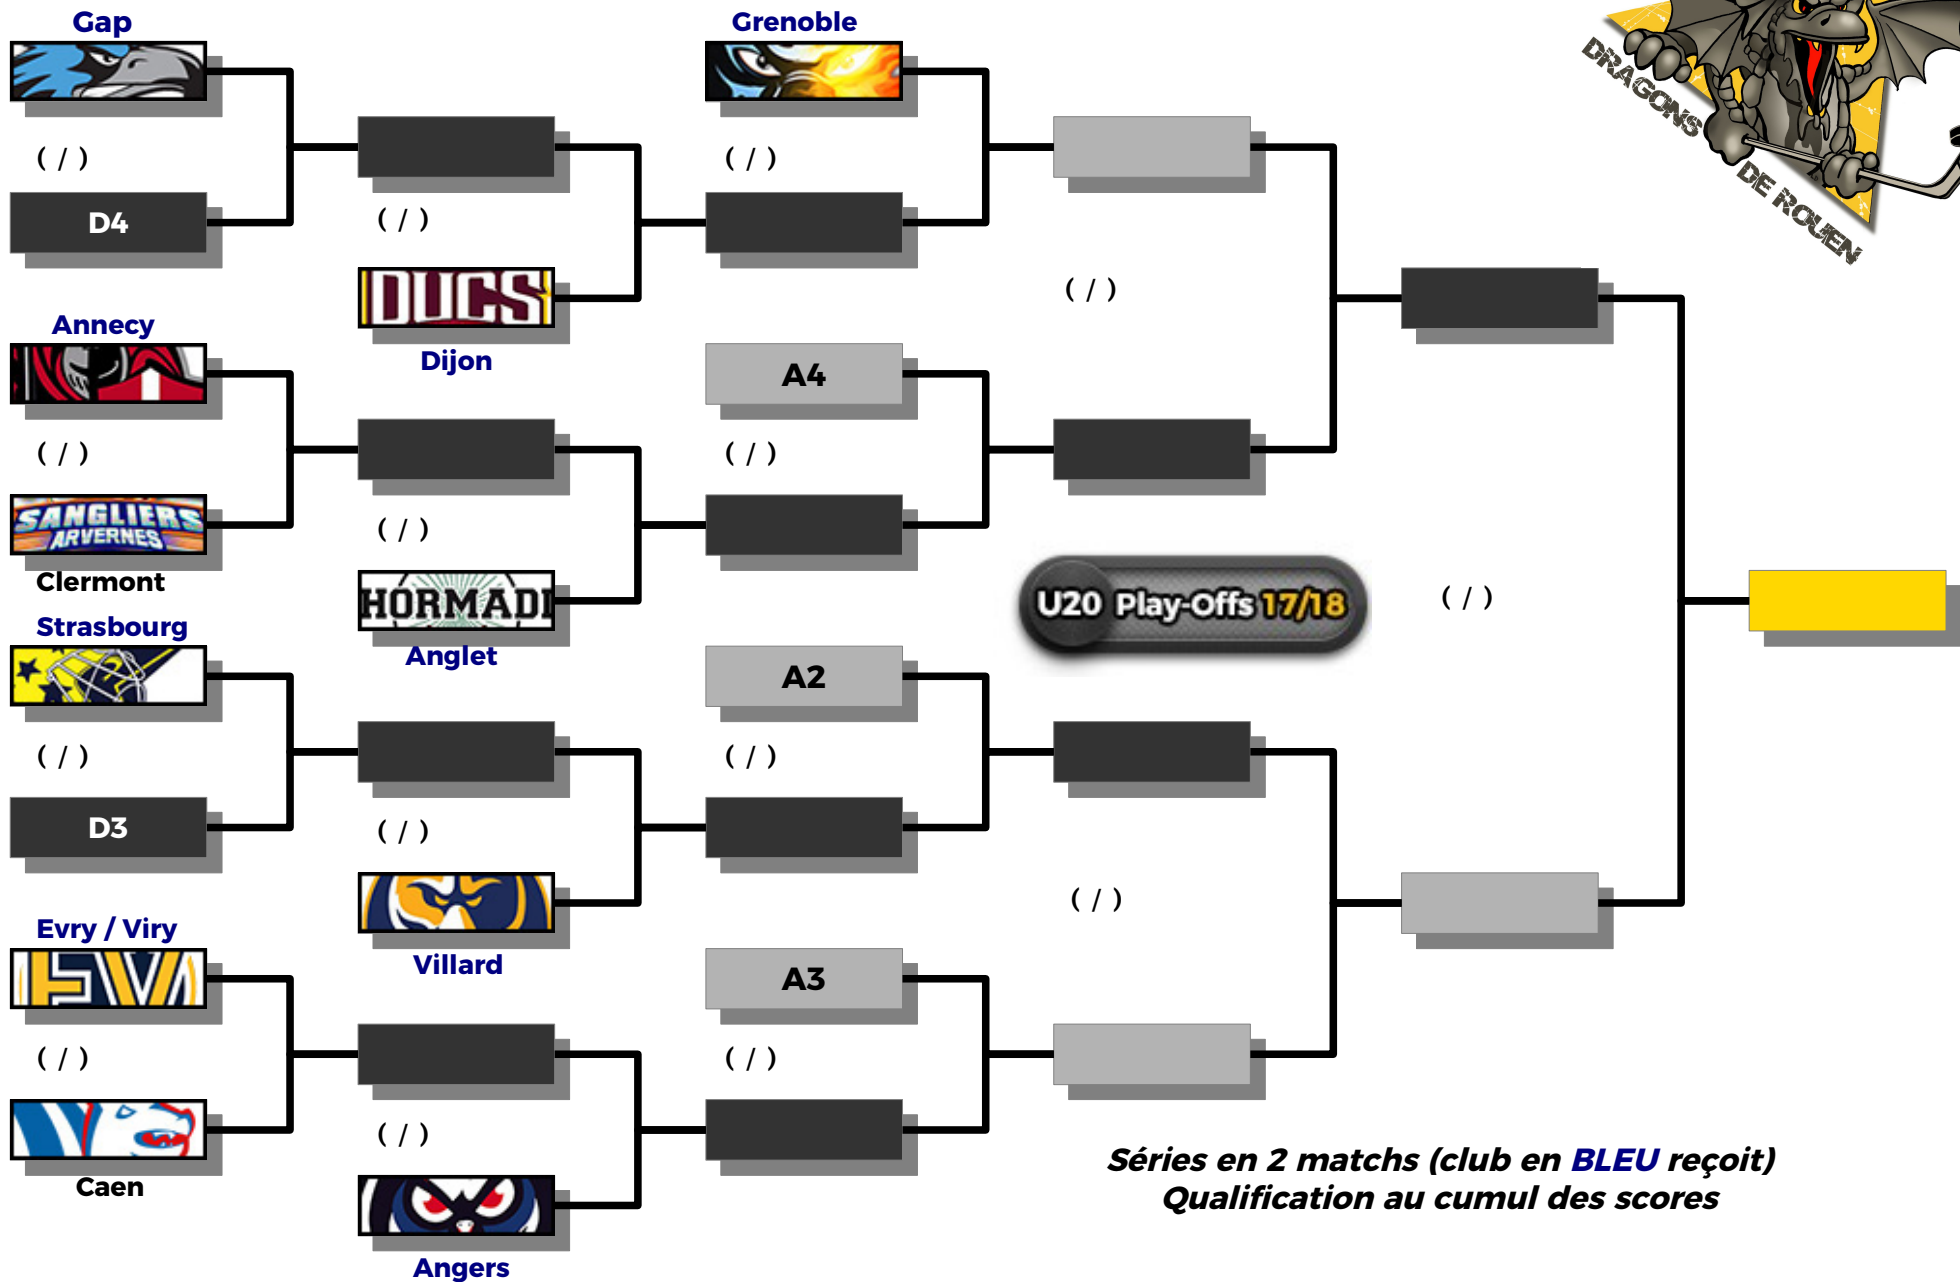 Gap
( / )
D4
Annecy
( / )
SANGLIERS
ARVERNES
Clermont
Strasbourg
( / )
D3
Evry / Viry
EV
( / )
Caen
( / )
DUCS
Dijon
( / )
HORMADI
Anglet
( / )
Villard
( / )
Angers
Grenoble
( / )
A4
( / )
A2
( / )
A3
( / )
( / )
U20 Play-Offs 17/18
( / )
( / )
DRAGONS
DE ROUEN
Séries en 2 matchs (club en BLEU reçoit)
Qualification au cumul des scores